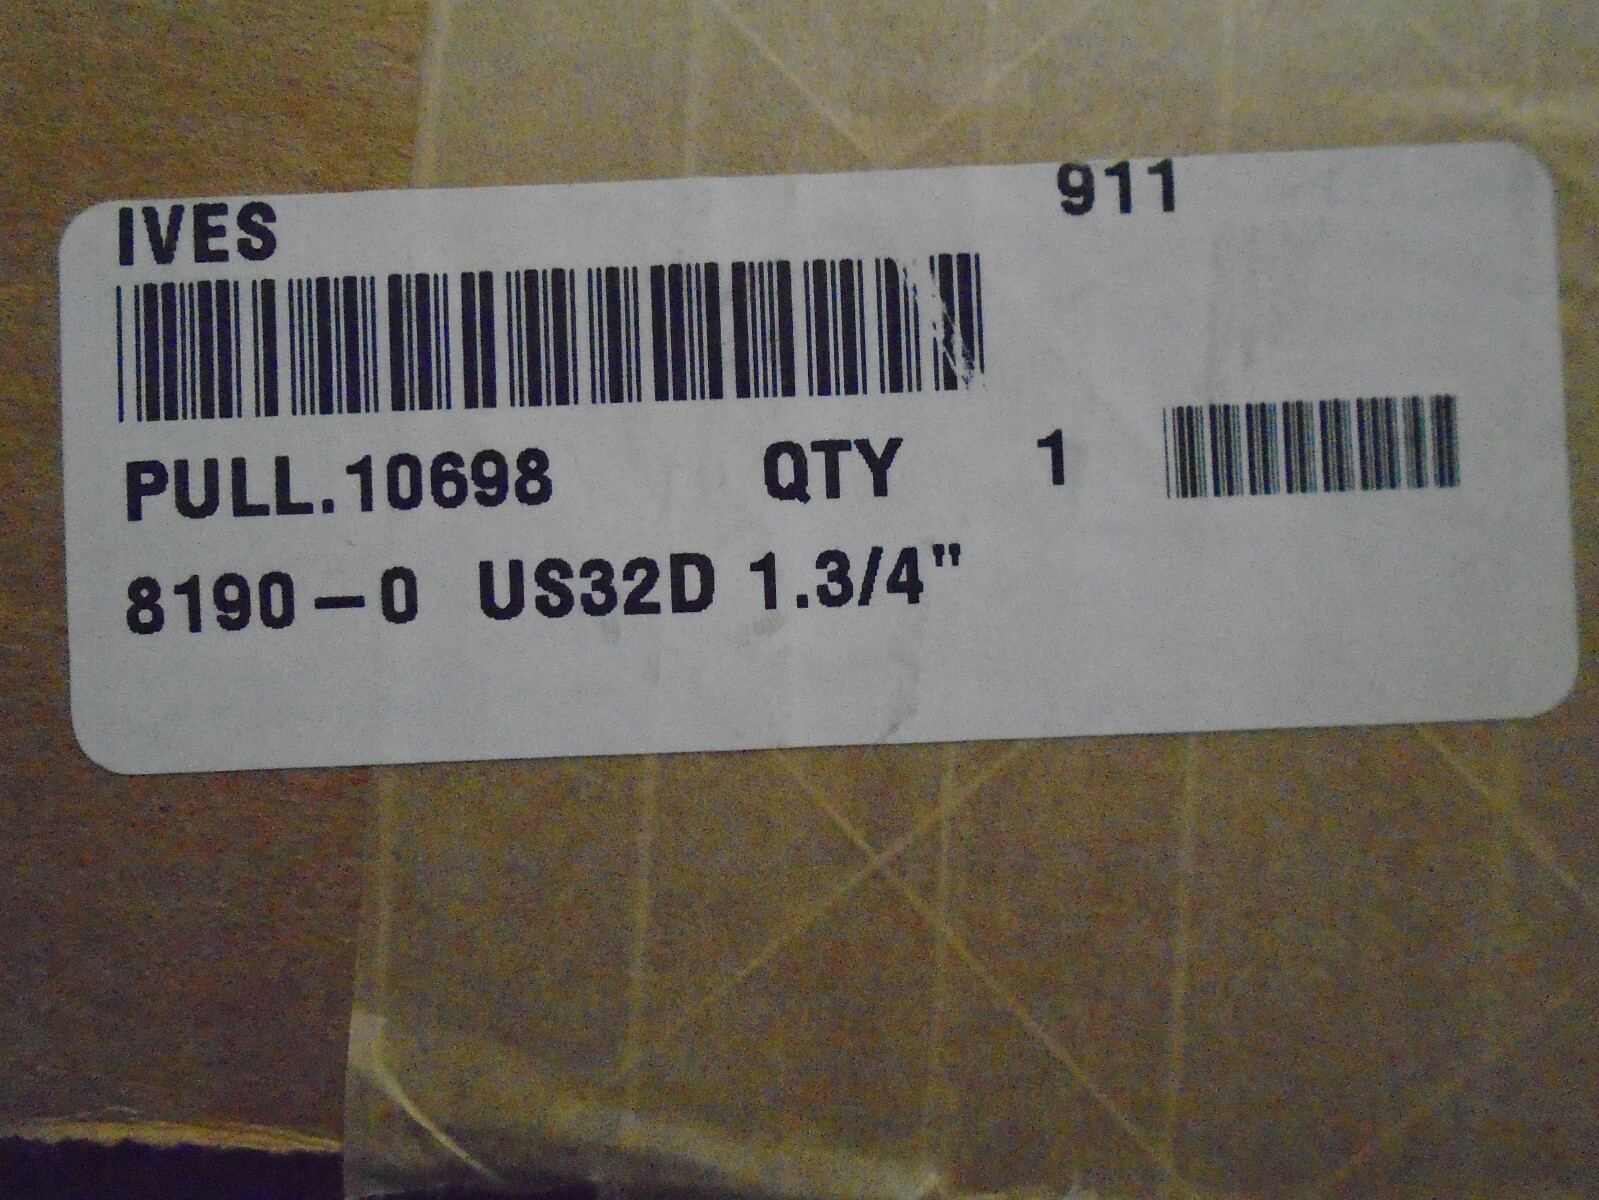 IVES 911
PULL.10698 QTY 1
8190-0 US32D 1.3/4"